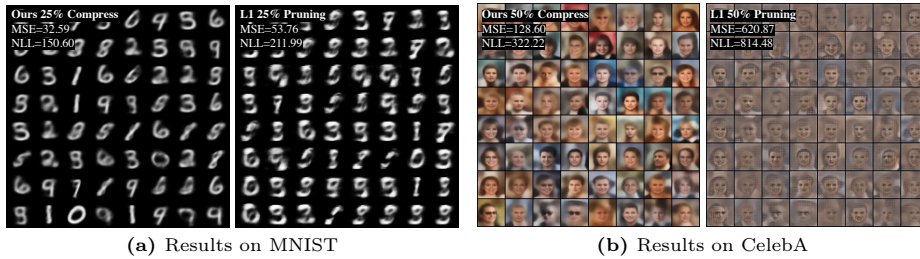 Ours 25% Compress
MSE=32.59
NLL=150.60
L1 25% Pruning
MSE=53.76
NLL=211.99
Ours 50% Compress
MSE=128.60
NLL=322.22
L1 50% Pruning
MSE=620.87
NLL=814.48
(a) Results on MNIST
(b) Results on CelebA